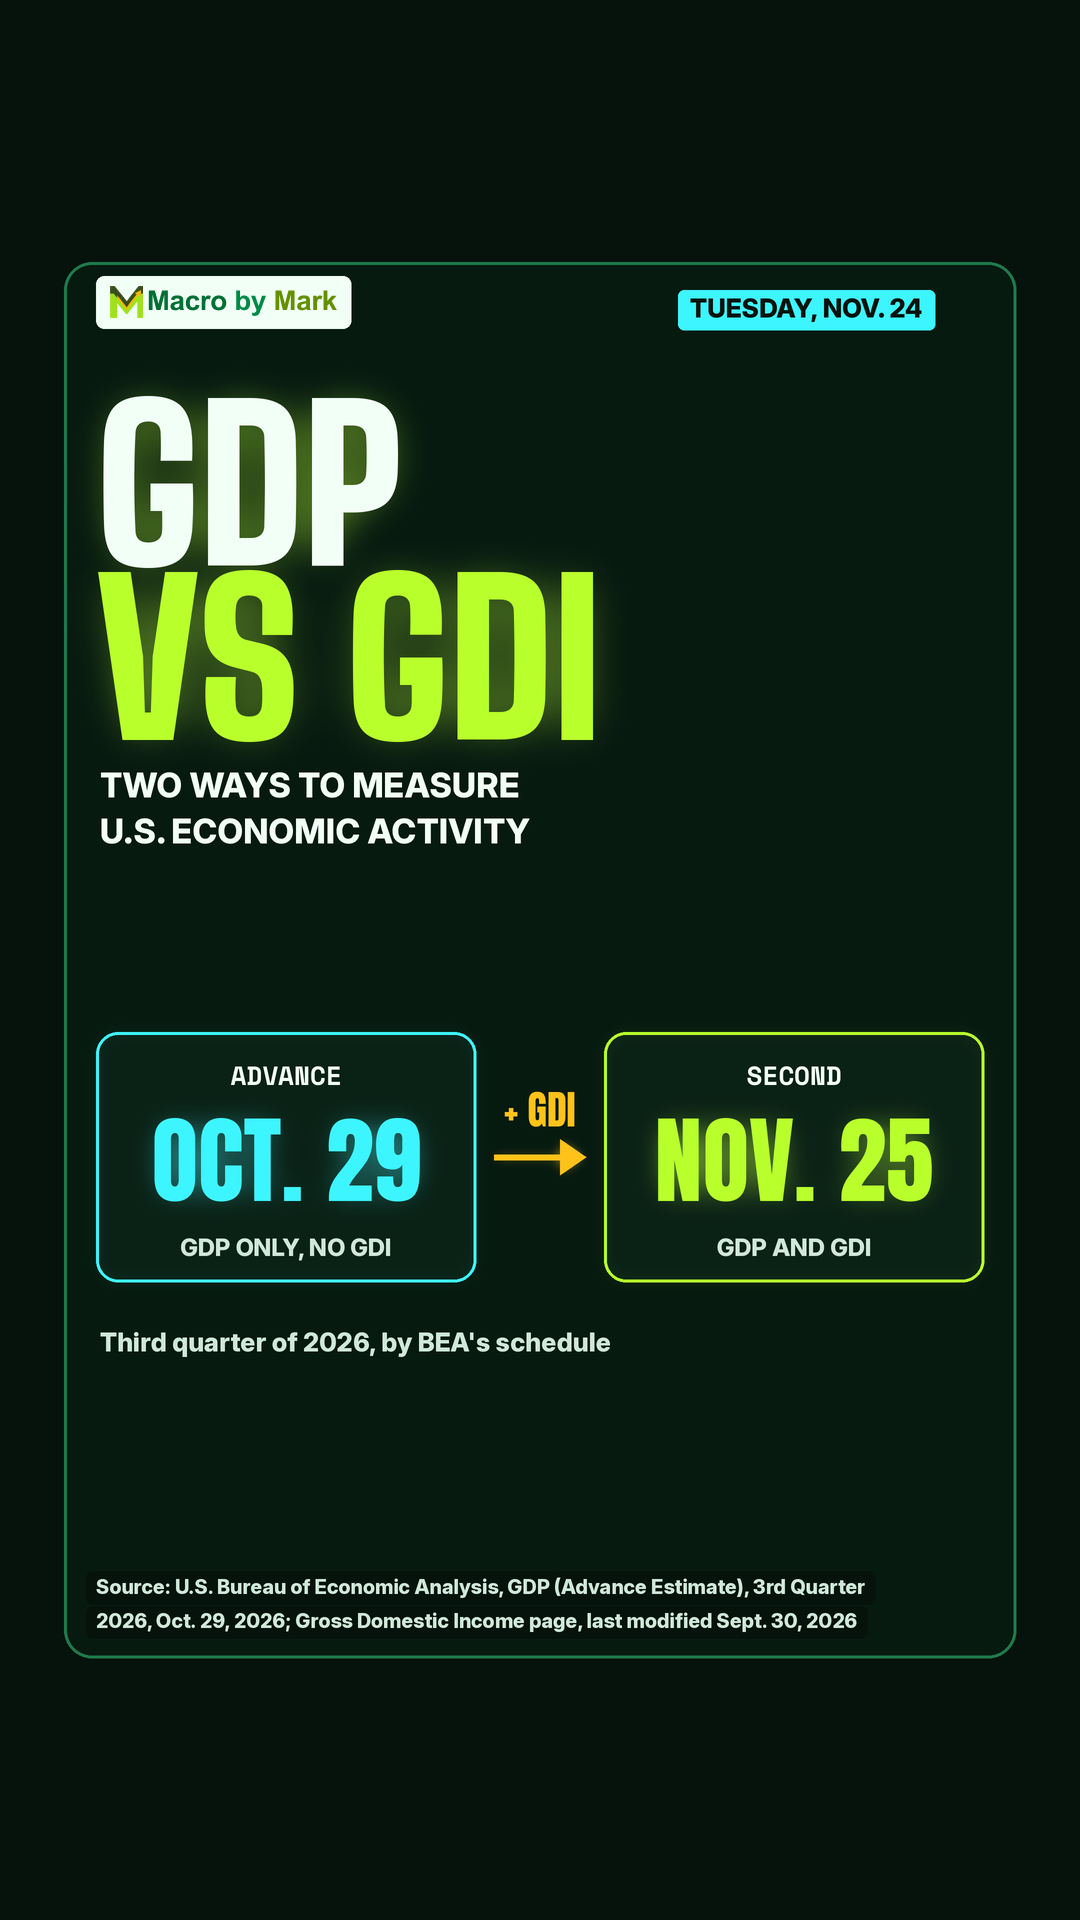 Macro by Mark
TUESDAY, NOV. 24
GDP
VS GDI
TWO WAYS TO MEASURE
U.S. ECONOMIC ACTIVITY
ADVANCE
OCT. 29
GDP ONLY, NO GDI
+ GDI
SECOND
NOV. 25
GDP AND GDI
Third quarter of 2026, by BEA's schedule
Source: U.S. Bureau of Economic Analysis, GDP (Advance Estimate), 3rd Quarter
2026, Oct. 29, 2026; Gross Domestic Income page, last modified Sept. 30, 2026